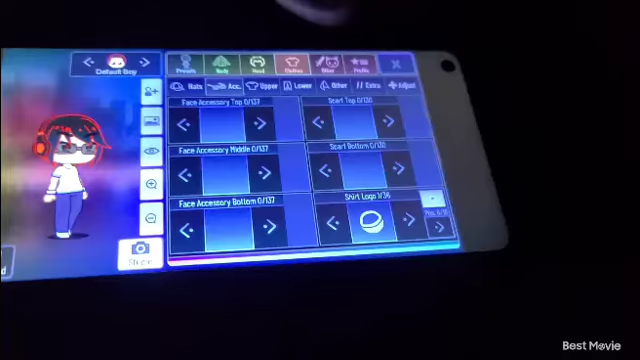 Default Boy
Presets
Body
Head
Clothes
Other
Profile
Hats
Acc.
Upper
Lower
Other
Extra
Adjust
Face Accessory Top 0/137
Scarf Top 0/130
Face Accessory Middle 0/137
Scarf Bottom 0/130
Face Accessory Bottom 0/137
Shirt Logo 1/36
Best Movie